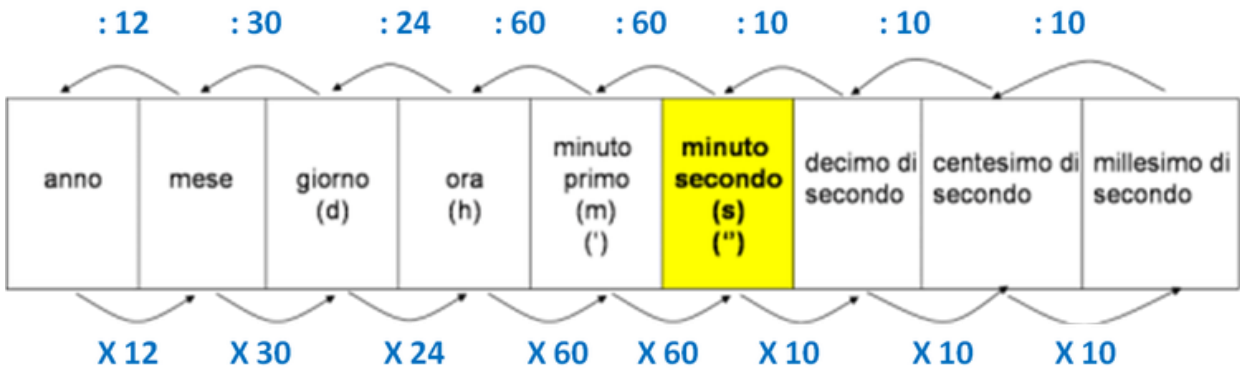 : 12 : 30 : 24 : 60 : 60 : 10 : 10 : 10
anno
mese
giorno
(d)
ora
(h)
minuto
primo
(m)
(')
minuto
secondo
(s)
(‘’)
decimo di
secondo
centesimo di
secondo
millesimo di
secondo
X 12 X 30 X 24 X 60 X 60 X 10 X 10 X 10